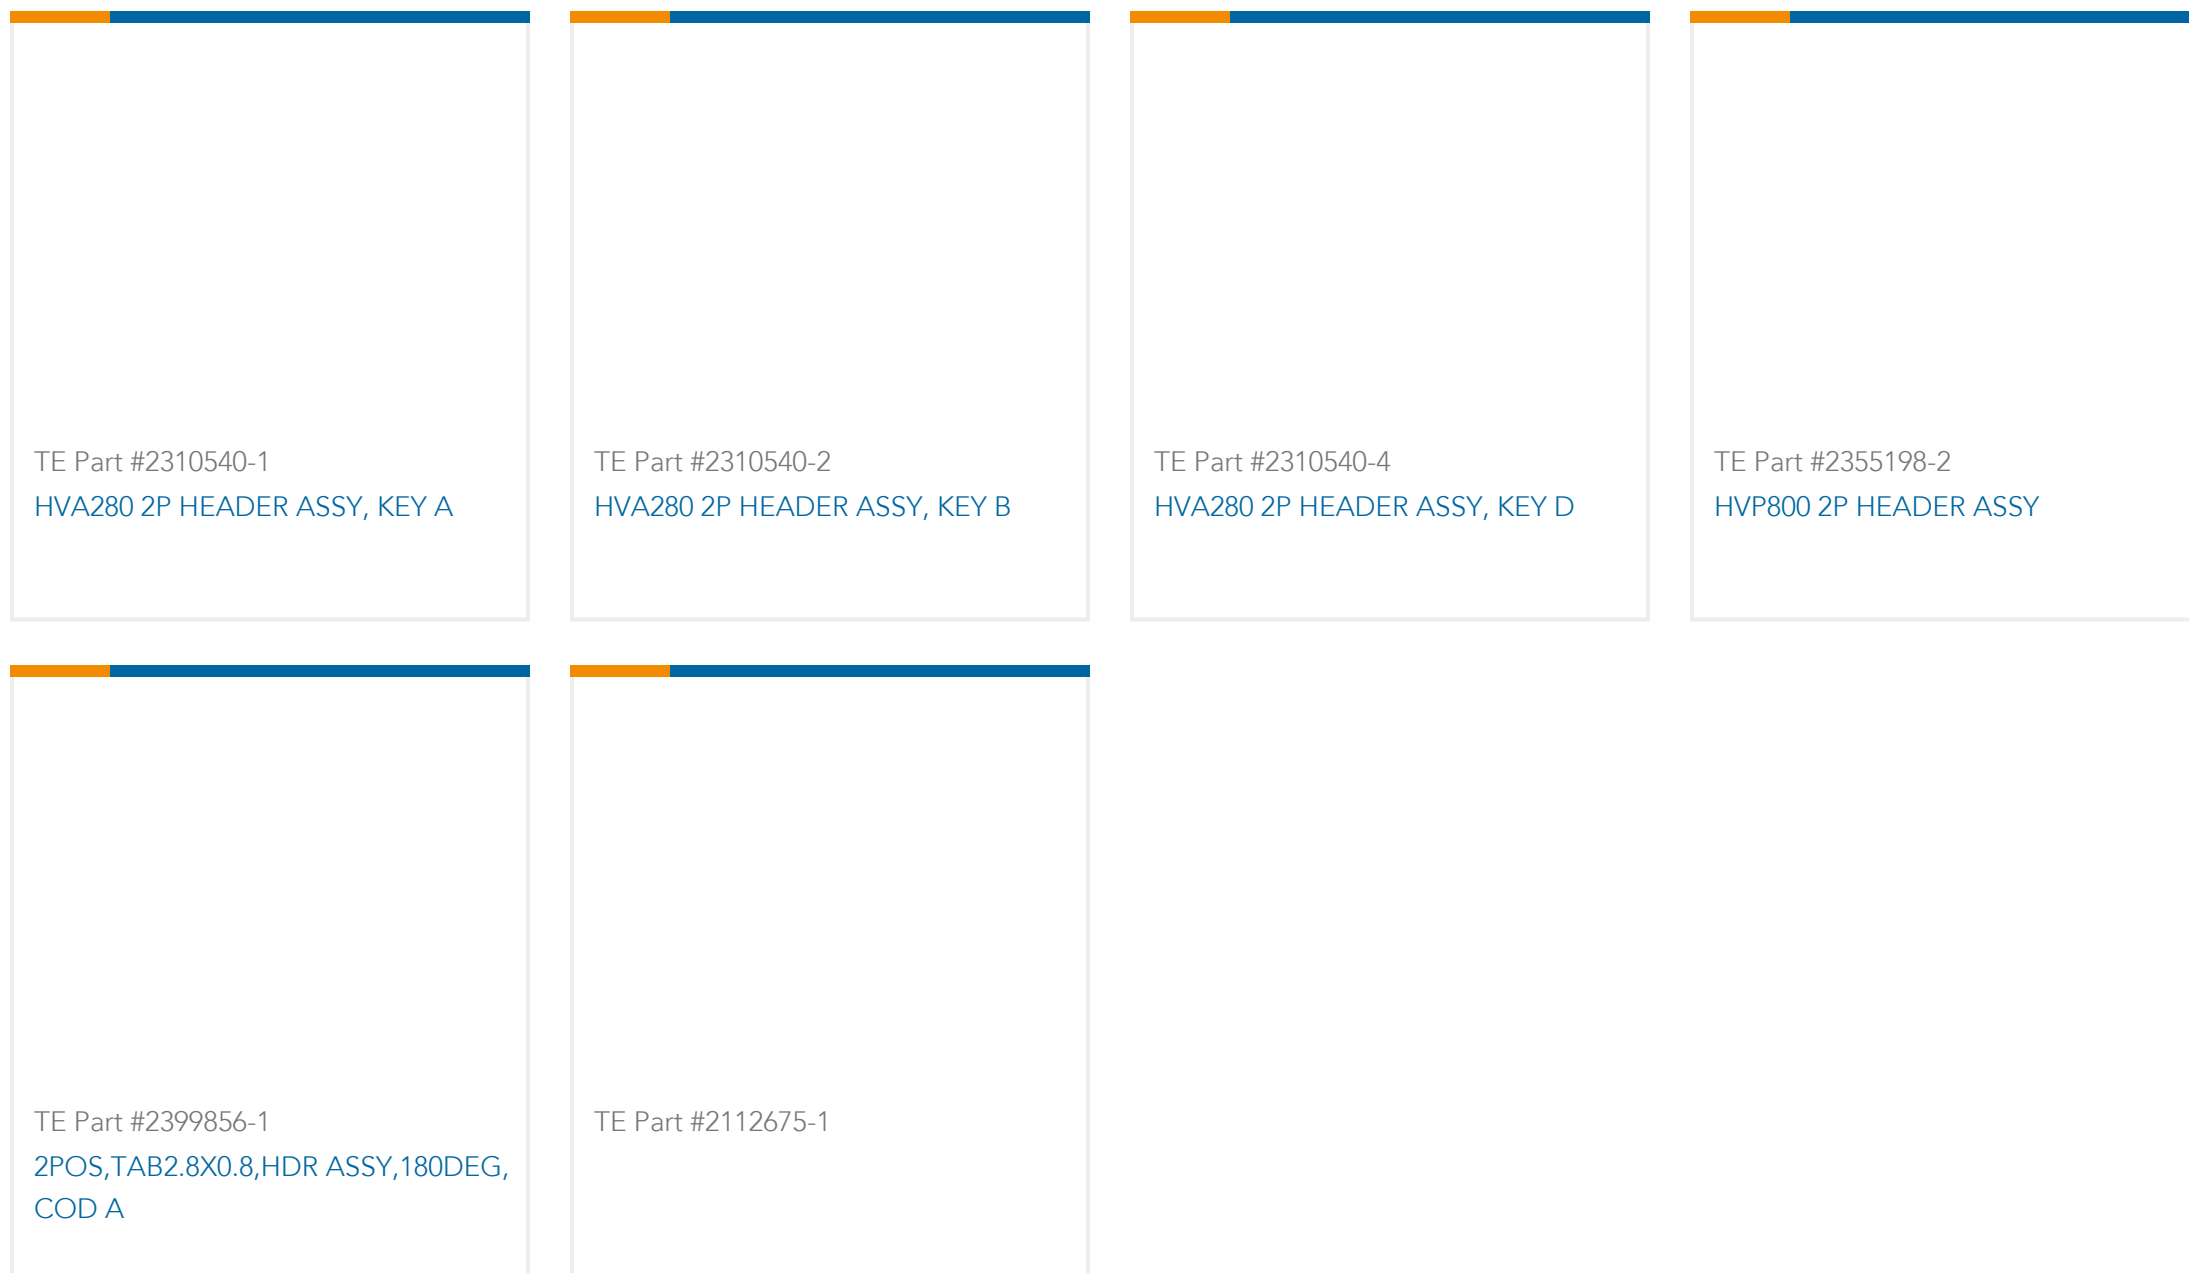 TE Part #2310540-1
HVA280 2P HEADER ASSY, KEY A
TE Part #2310540-2
HVA280 2P HEADER ASSY, KEY B
TE Part #2310540-4
HVA280 2P HEADER ASSY, KEY D
TE Part #2355198-2
HVP800 2P HEADER ASSY
TE Part #2399856-1
2POS,TAB2.8X0.8,HDR ASSY,180DEG,
COD A
TE Part #2112675-1